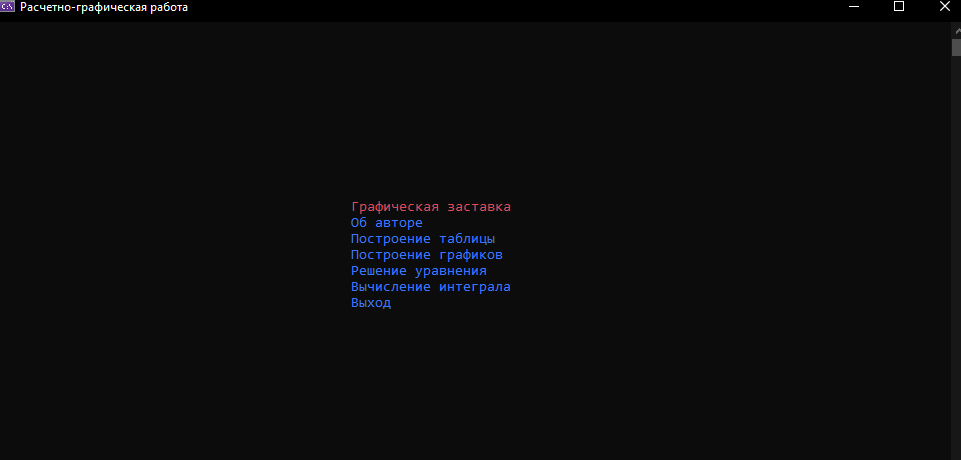 C:\
Расчетно-графическая работа
Графическая заставка
Об авторе
Построение таблицы
Построение графиков
Решение уравнения
Вычисление интеграла
Выход